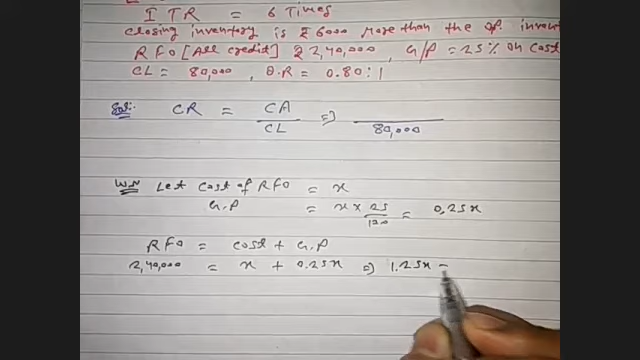 I T R = 6 Times
closing inventory is ₹ 6000 more than the op. invent
RFO [All credit] ₹ 2,40,000, G/P = 25% on cost
CL = 80,000, Q.R = 0.80 : 1
Sol:- CR = CA / CL ⇒ / 80,000
W.N Let Cost of RFO = x
G.P = x × 25 / 100 = 0.25x
RFO = cost + G.P
2,40,000 = x + 0.25x ⇒ 1.25x =